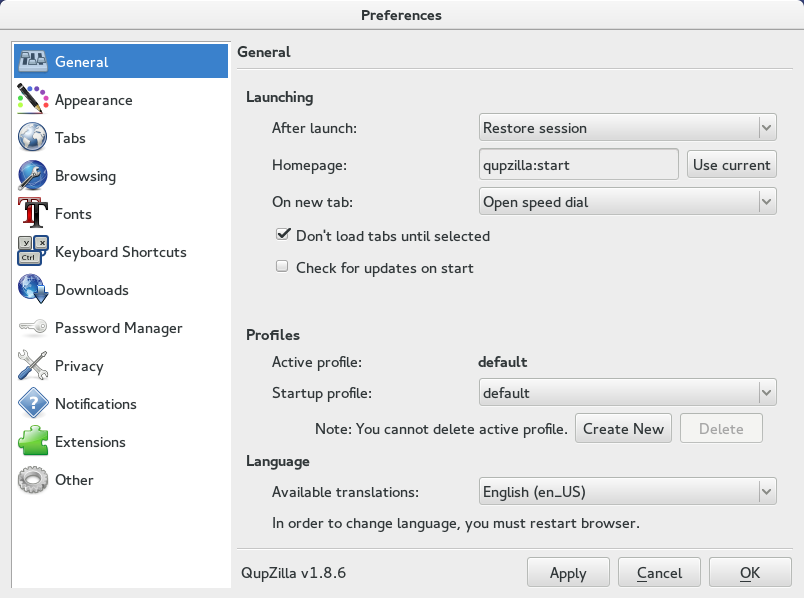 Preferences
General
Appearance
Tabs
Browsing
Fonts
Keyboard Shortcuts
Downloads
Password Manager
Privacy
Notifications
Extensions
Other
General
Launching
After launch: Restore session
Homepage: qupzilla:start Use current
On new tab: Open speed dial
Don't load tabs until selected
Check for updates on start
Profiles
Active profile: default
Startup profile: default
Note: You cannot delete active profile. Create New Delete
Language
Available translations: English (en_US)
In order to change language, you must restart browser.
QupZilla v1.8.6 Apply Cancel OK